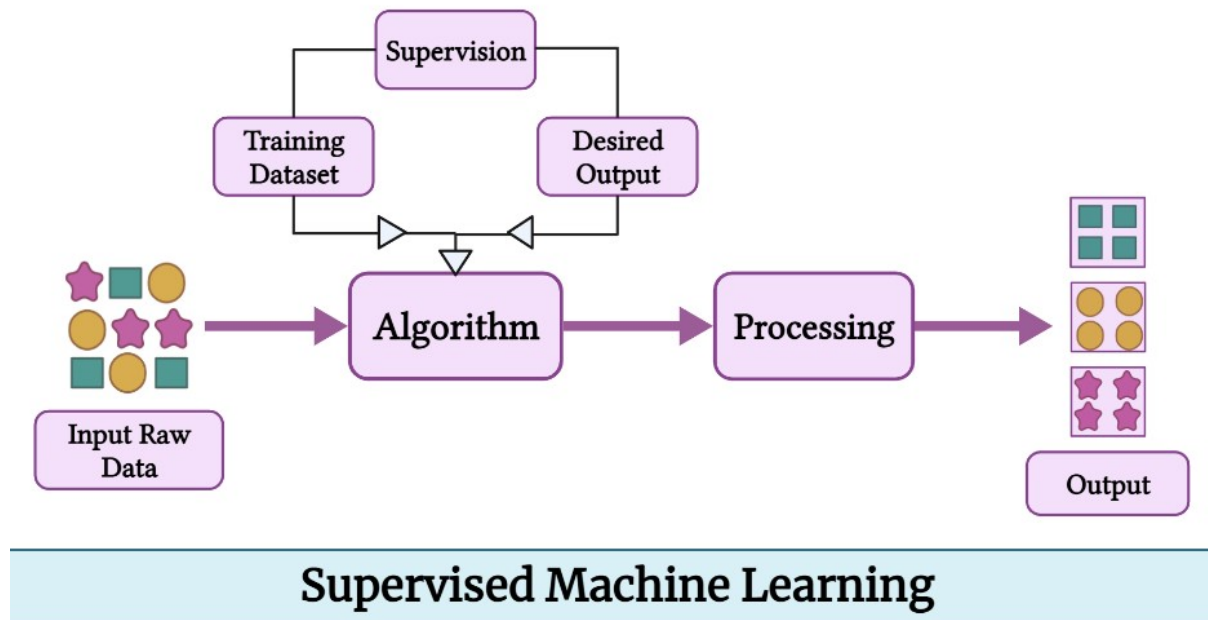 Supervision
Training
Dataset
Desired
Output
Algorithm
Processing
Input Raw
Data
Output
Supervised Machine Learning